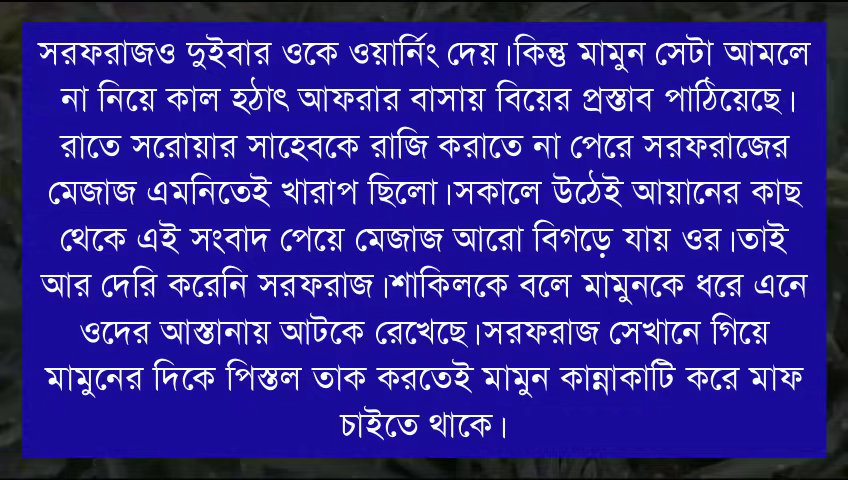 সরফরাজও দুইবার ওকে ওয়ার্নিং দেয়।কিন্তু মামুন সেটা আমলে
না নিয়ে কাল হঠাৎ আফরার বাসায় বিয়ের প্রস্তাব পাঠিয়েছে।
রাতে সরোয়ার সাহেবকে রাজি করাতে না পেরে সরফরাজের
মেজাজ এমনিতেই খারাপ ছিলো।সকালে উঠেই আয়ানের কাছ
থেকে এই সংবাদ পেয়ে মেজাজ আরো বিগড়ে যায় ওর।তাই
আর দেরি করেনি সরফরাজ।শাকিলকে বলে মামুনকে ধরে এনে
ওদের আস্তানায় আটকে রেখেছে।সরফরাজ সেখানে গিয়ে
মামুনের দিকে পিস্তল তাক করতেই মামুন কান্নাকাটি করে মাফ
চাইতে থাকে।